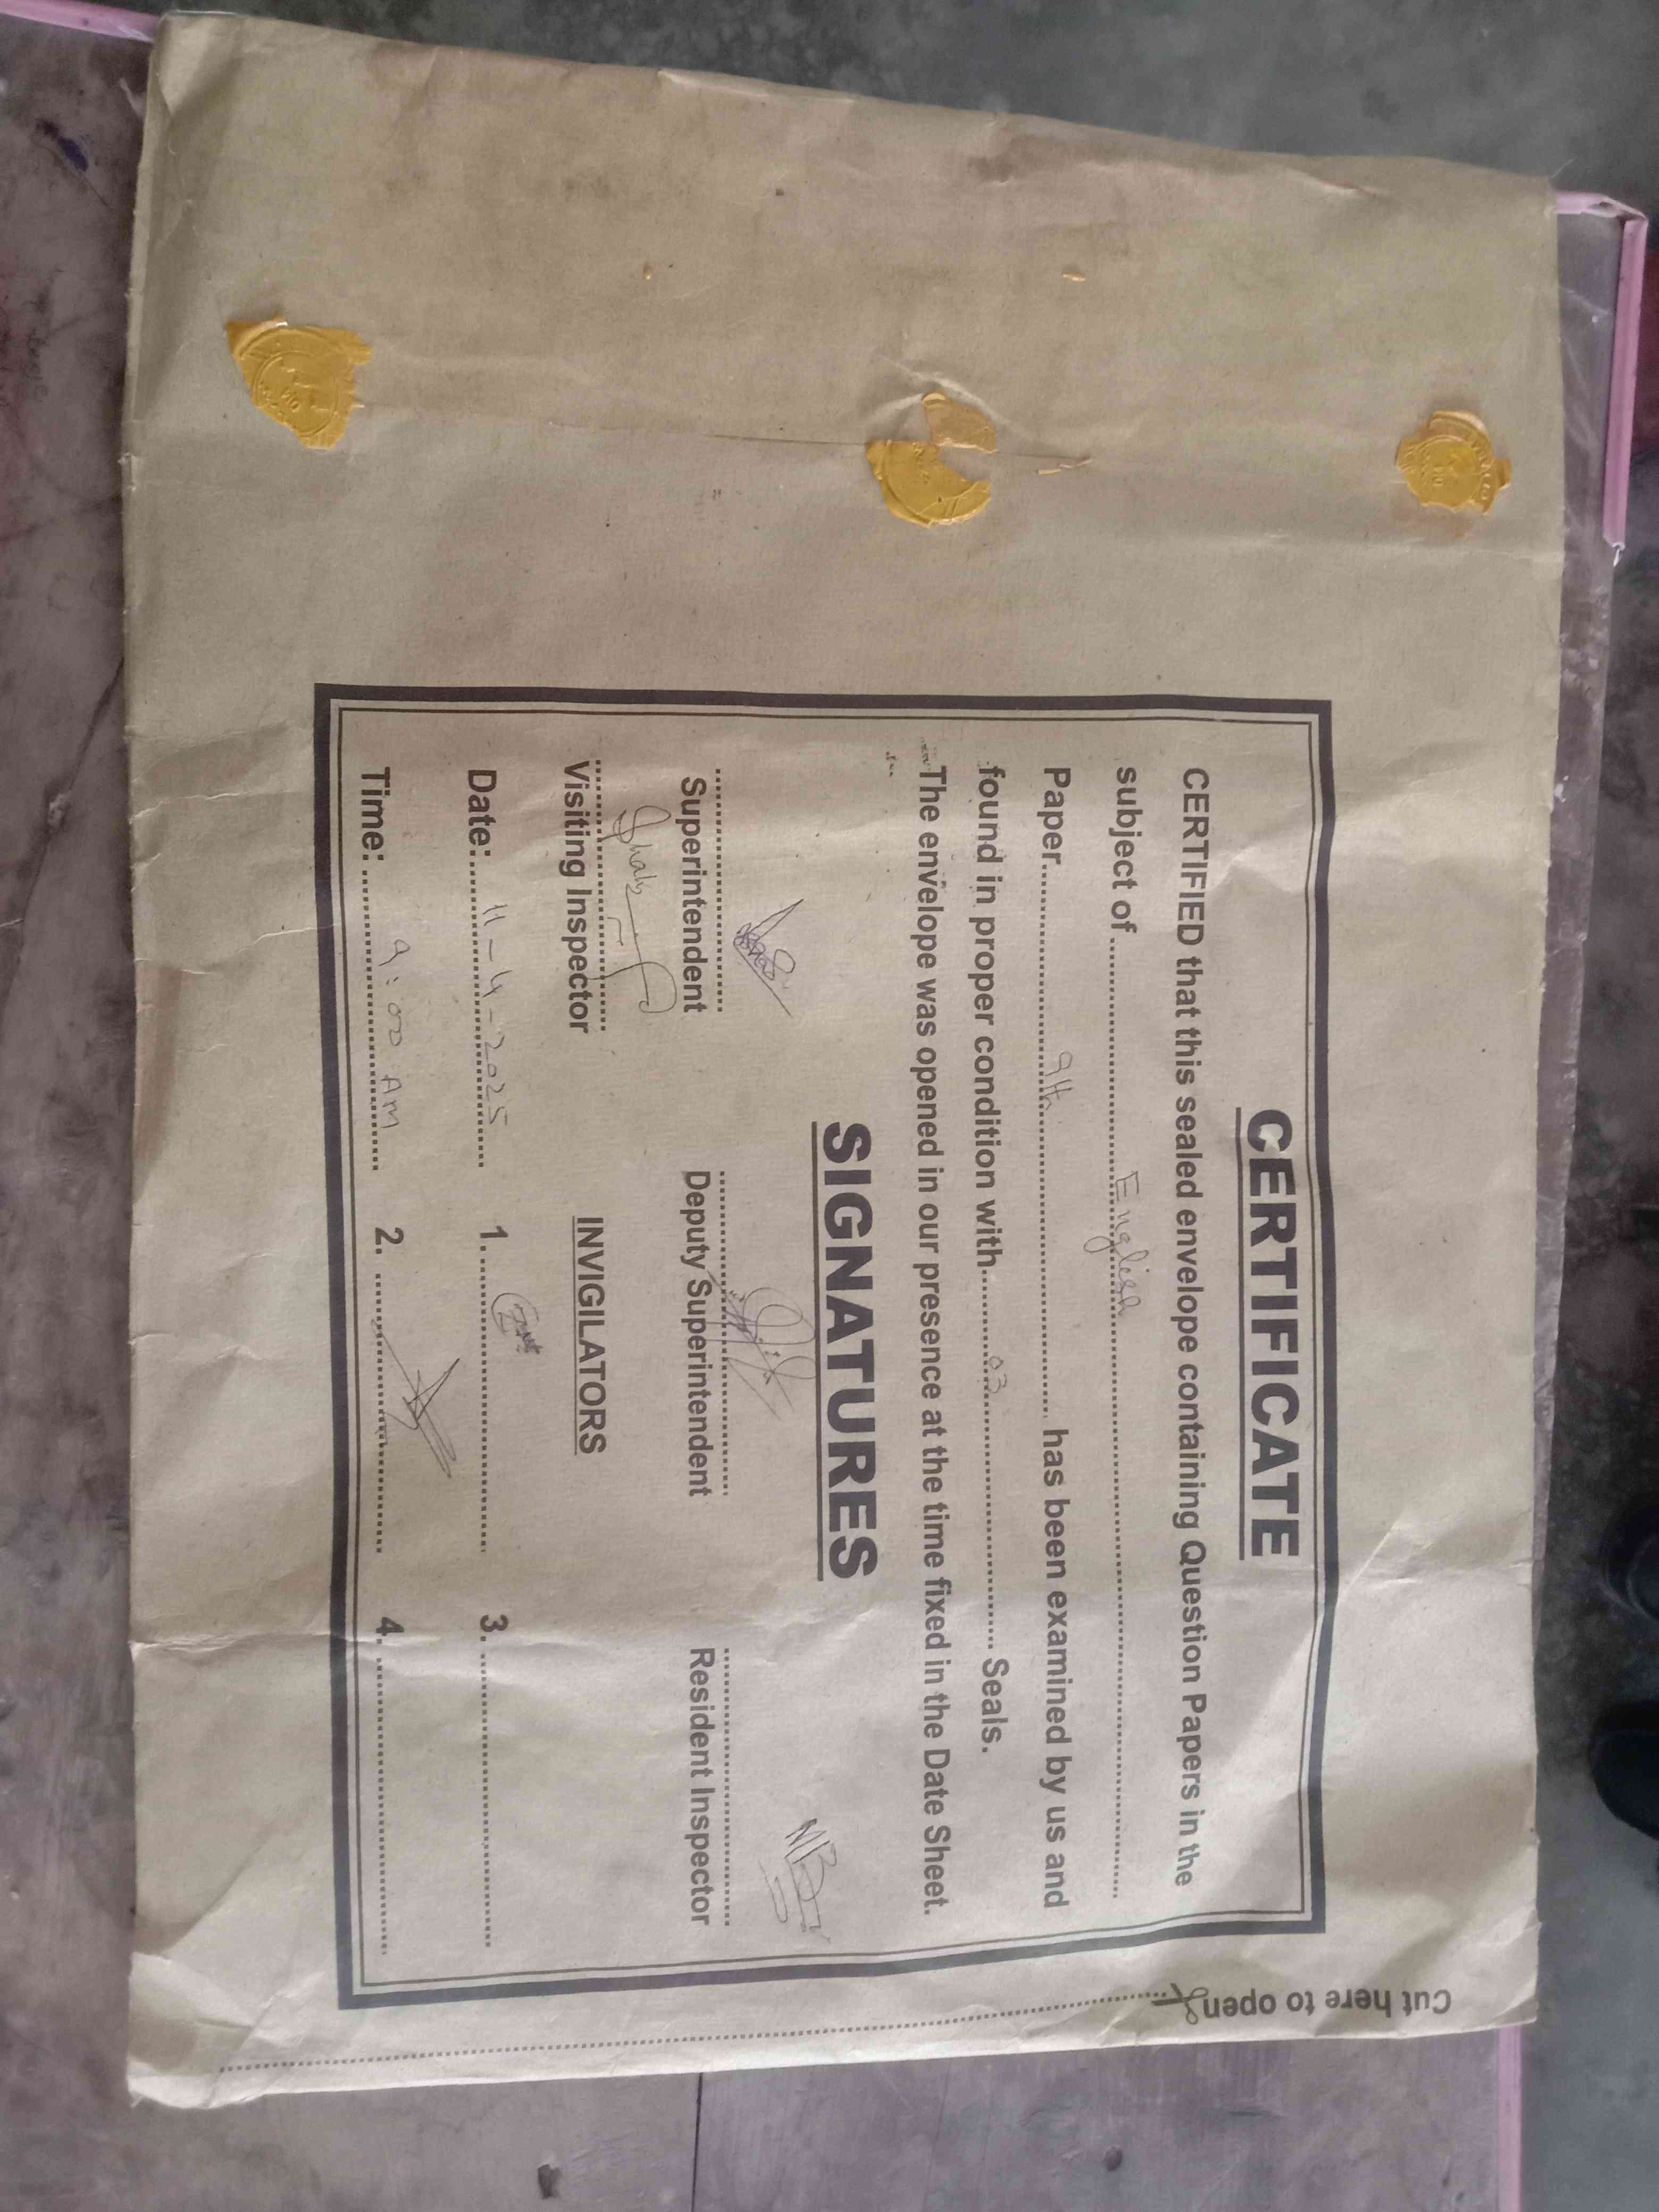 CERTIFICATE
CERTIFIED that this sealed envelope containing Question Papers in the
subject of English
Paper 9th has been examined by us and
found in proper condition with 03 Seals.
The envelope was opened in our presence at the time fixed in the Date Sheet.
SIGNATURES
Superintendent Deputy Superintendent Resident Inspector
Visiting Inspector INVIGILATORS
Date: 11-4-2025 1. 3.
Time: 9:00 AM 2. 4.
Cut here to open